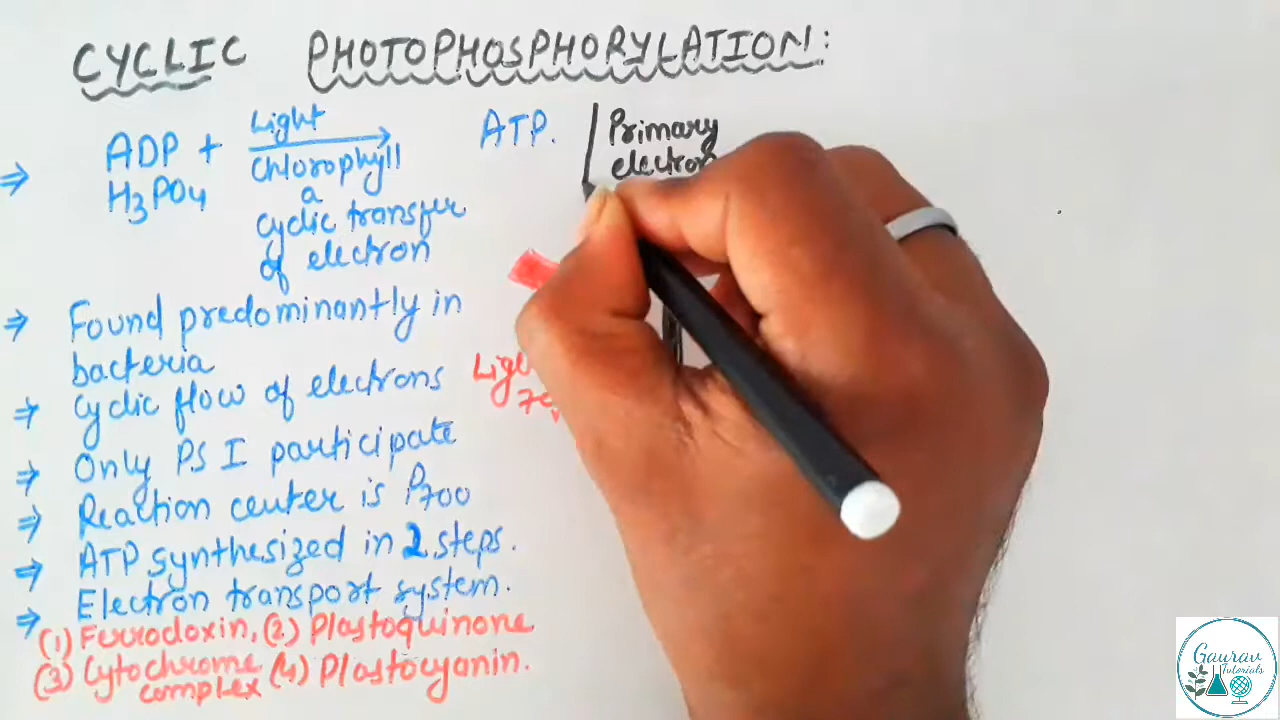 CYCLIC PHOTOPHOSPHORYLATION:
⇒ ADP + H3PO4
Light
Chlorophyll
a
cyclic transfer
of electron
ATP.
Primary
electron
⇒ Found predominantly in
bacteria
⇒ Cyclic flow of electrons
⇒ Only PS I participate
⇒ Reaction center is P700
⇒ ATP synthesized in 2 steps.
⇒ Electron transport system.
(1) Ferrodoxin, (2) Plastoquinone
(3) Cytochrome complex (4) Plastocyanin.
Gaurav
Tutorials